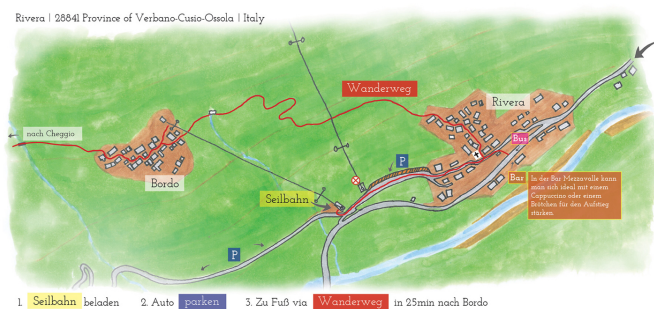 Rivera | 28841 Province of Verbano-Cusio-Ossola | Italy
Wanderweg
Rivera
nach Cheggio
Bus
P
Bordo
Bar
In der Bar Mezzavalle kann
man sich ideal mit einem
Cappuccino oder einem
Brötchen für den Aufstieg
stärken.
Seilbahn
P
1. Seilbahn beladen 2. Auto parken 3. Zu Fuß via Wanderweg in 25min nach Bordo